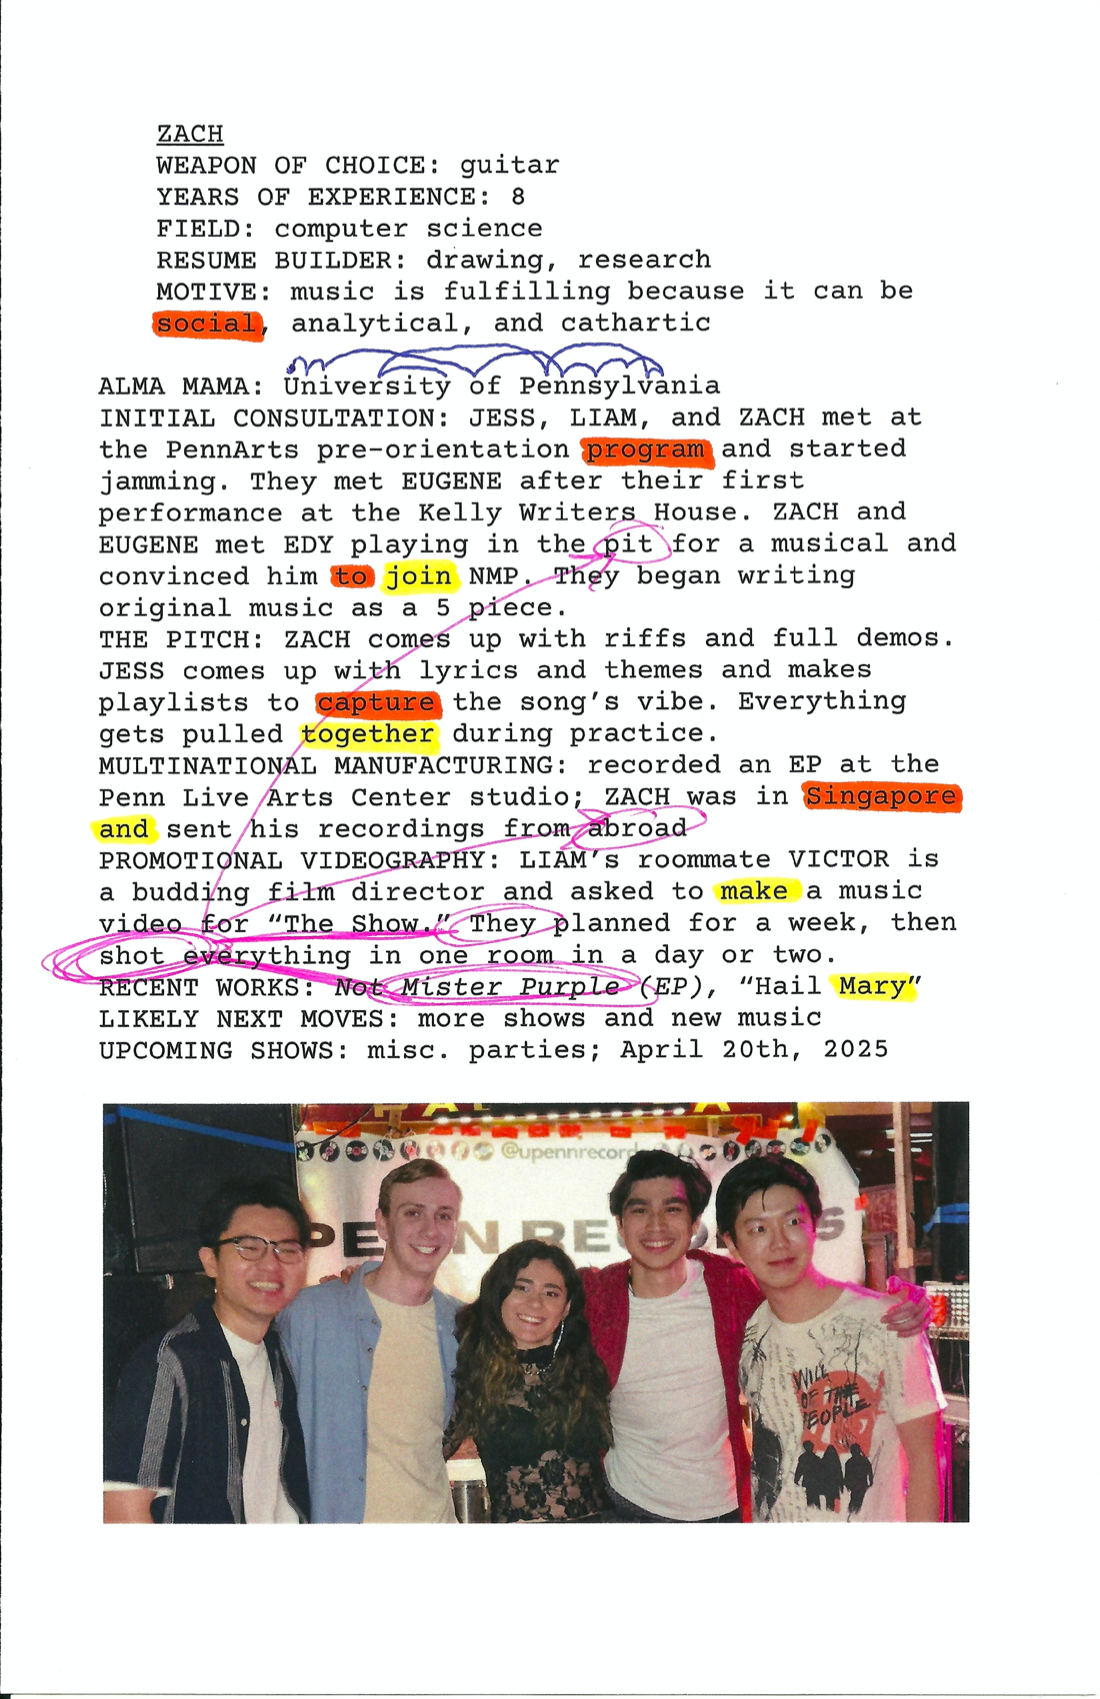 ZACH
WEAPON OF CHOICE: guitar
YEARS OF EXPERIENCE: 8
FIELD: computer science
RESUME BUILDER: drawing, research
MOTIVE: music is fulfilling because it can be
social, analytical, and cathartic
ALMA MAMA: University of Pennsylvania
INITIAL CONSULTATION: JESS, LIAM, and ZACH met at
the PennArts pre-orientation program and started
jamming. They met EUGENE after their first
performance at the Kelly Writers House. ZACH and
EUGENE met EDY playing in the pit for a musical and
convinced him to join NMP. They began writing
original music as a 5 piece.
THE PITCH: ZACH comes up with riffs and full demos.
JESS comes up with lyrics and themes and makes
playlists to capture the song’s vibe. Everything
gets pulled together during practice.
MULTINATIONAL MANUFACTURING: recorded an EP at the
Penn Live Arts Center studio; ZACH was in Singapore
and sent his recordings from abroad
PROMOTIONAL VIDEOGRAPHY: LIAM’s roommate VICTOR is
a budding film director and asked to make a music
video for “The Show.” They planned for a week, then
shot everything in one room in a day or two.
RECENT WORKS: Not Mister Purple (EP), “Hail Mary”
LIKELY NEXT MOVES: more shows and new music
UPCOMING SHOWS: misc. parties; April 20th, 2025
@upennrecord
PENN REC RDS
WILL
OF THE
PEOPLE